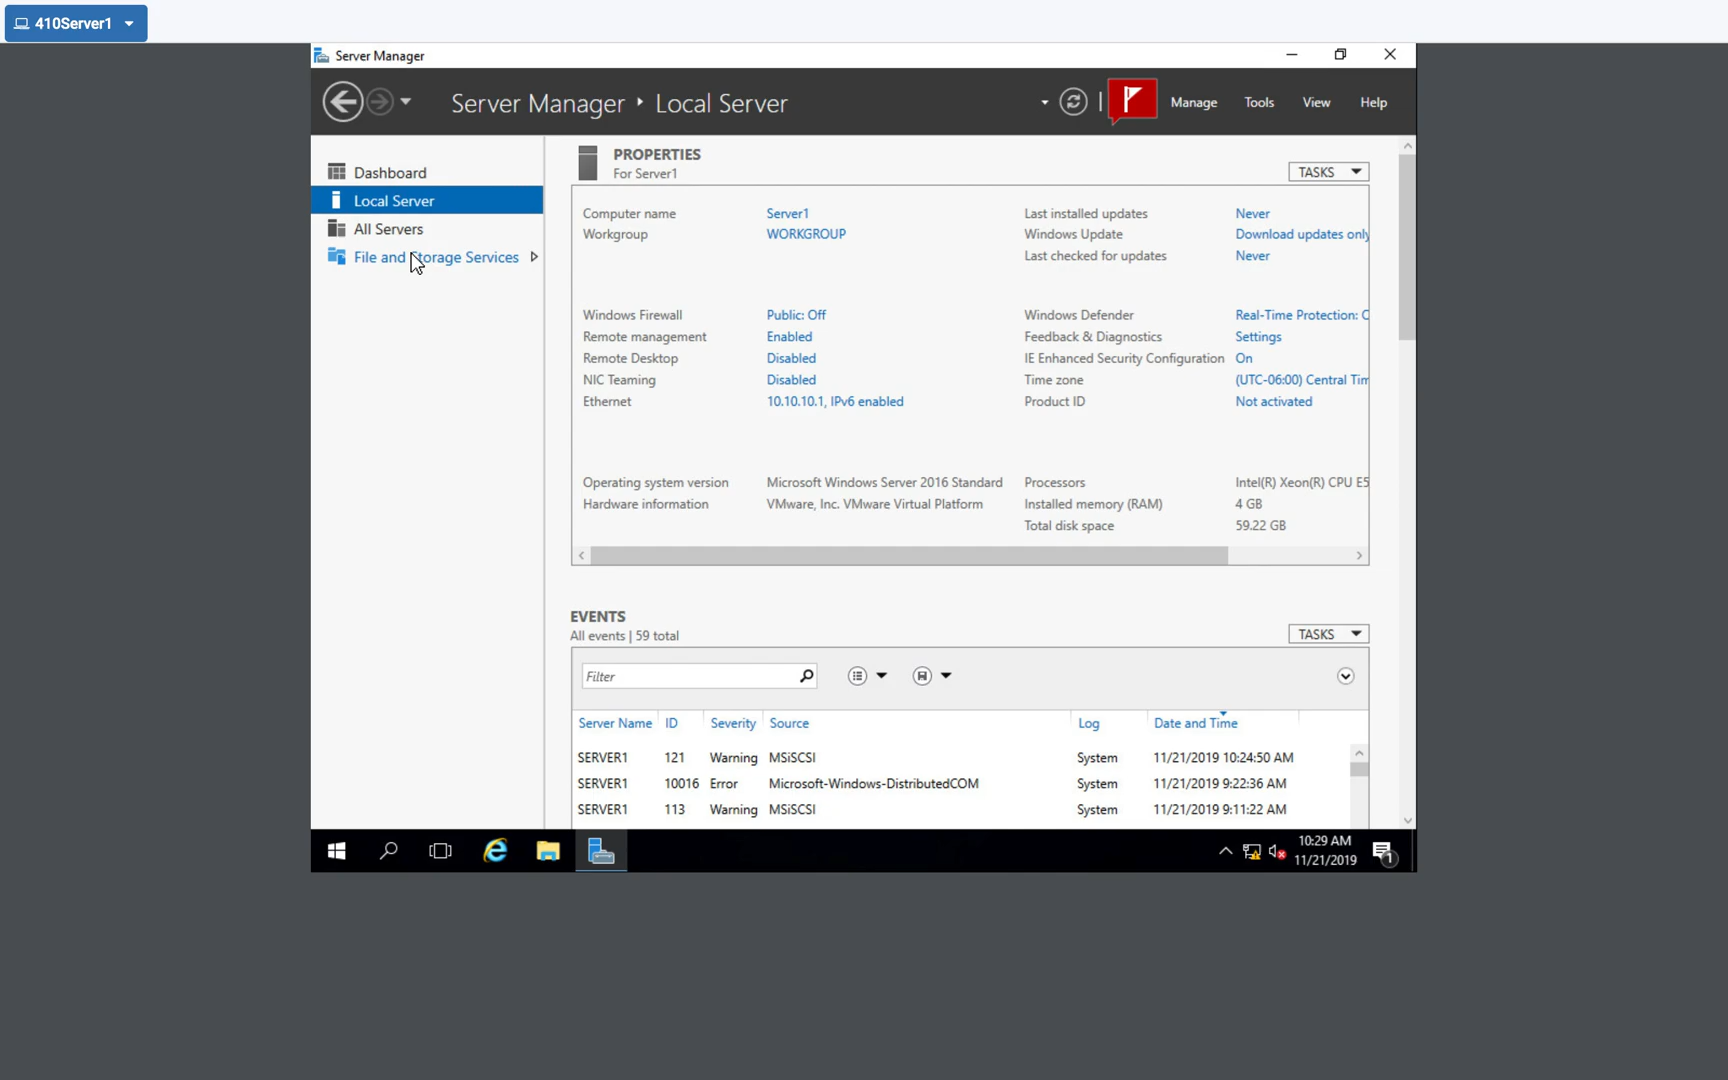 410Server1
Server Manager
Server Manager ‣ Local Server
Manage Tools View Help
Dashboard
Local Server
All Servers
File and Storage Services
PROPERTIES
For Server1
TASKS
Computer name Server1 Last installed updates Never
Workgroup WORKGROUP Windows Update Download updates only
Last checked for updates Never
Windows Firewall Public: Off Windows Defender Real-Time Protection:
Remote management Enabled Feedback & Diagnostics Settings
Remote Desktop Disabled IE Enhanced Security Configuration On
NIC Teaming Disabled Time zone (UTC-06:00) Central Tim
Ethernet 10.10.10.1, IPv6 enabled Product ID Not activated
Operating system version Microsoft Windows Server 2016 Standard Processors Intel(R) Xeon(R) CPU E5
Hardware information VMware, Inc. VMware Virtual Platform Installed memory (RAM) 4 GB
Total disk space 59.22 GB
EVENTS
All events | 59 total
TASKS
Filter
Server Name ID Severity Source Log Date and Time
SERVER1 121 Warning MSiSCSI System 11/21/2019 10:24:50 AM
SERVER1 10016 Error Microsoft-Windows-DistributedCOM System 11/21/2019 9:22:36 AM
SERVER1 113 Warning MSiSCSI System 11/21/2019 9:11:22 AM
10:29 AM
11/21/2019
1